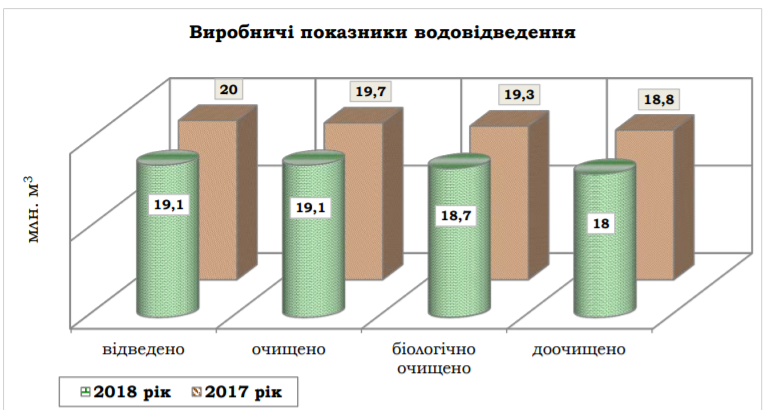 Виробничі показники водовідведення
20
19,7
19,3
18,8
19,1
19,1
18,7
18
млн. м³
відведено
очищено
біологічно
очищено
доочищено
2018 рік
2017 рік